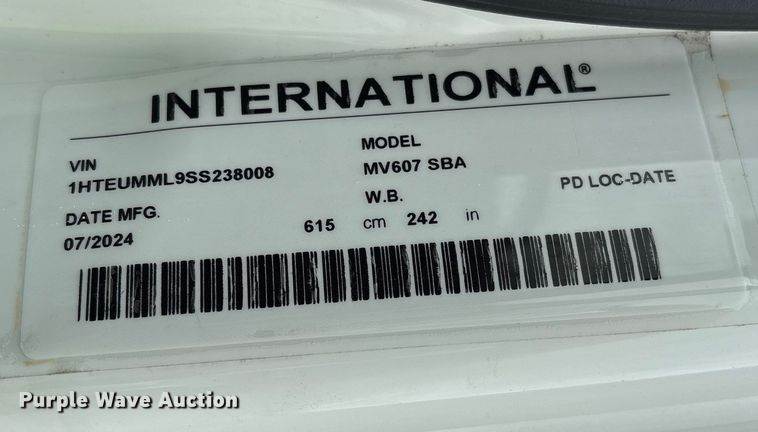 INTERNATIONAL®
VIN
1HTEUMML9SS238008
MODEL
MV607 SBA
DATE MFG.
07/2024
W.B.
615 cm 242 in
PD LOC-DATE
Purple Wave Auction